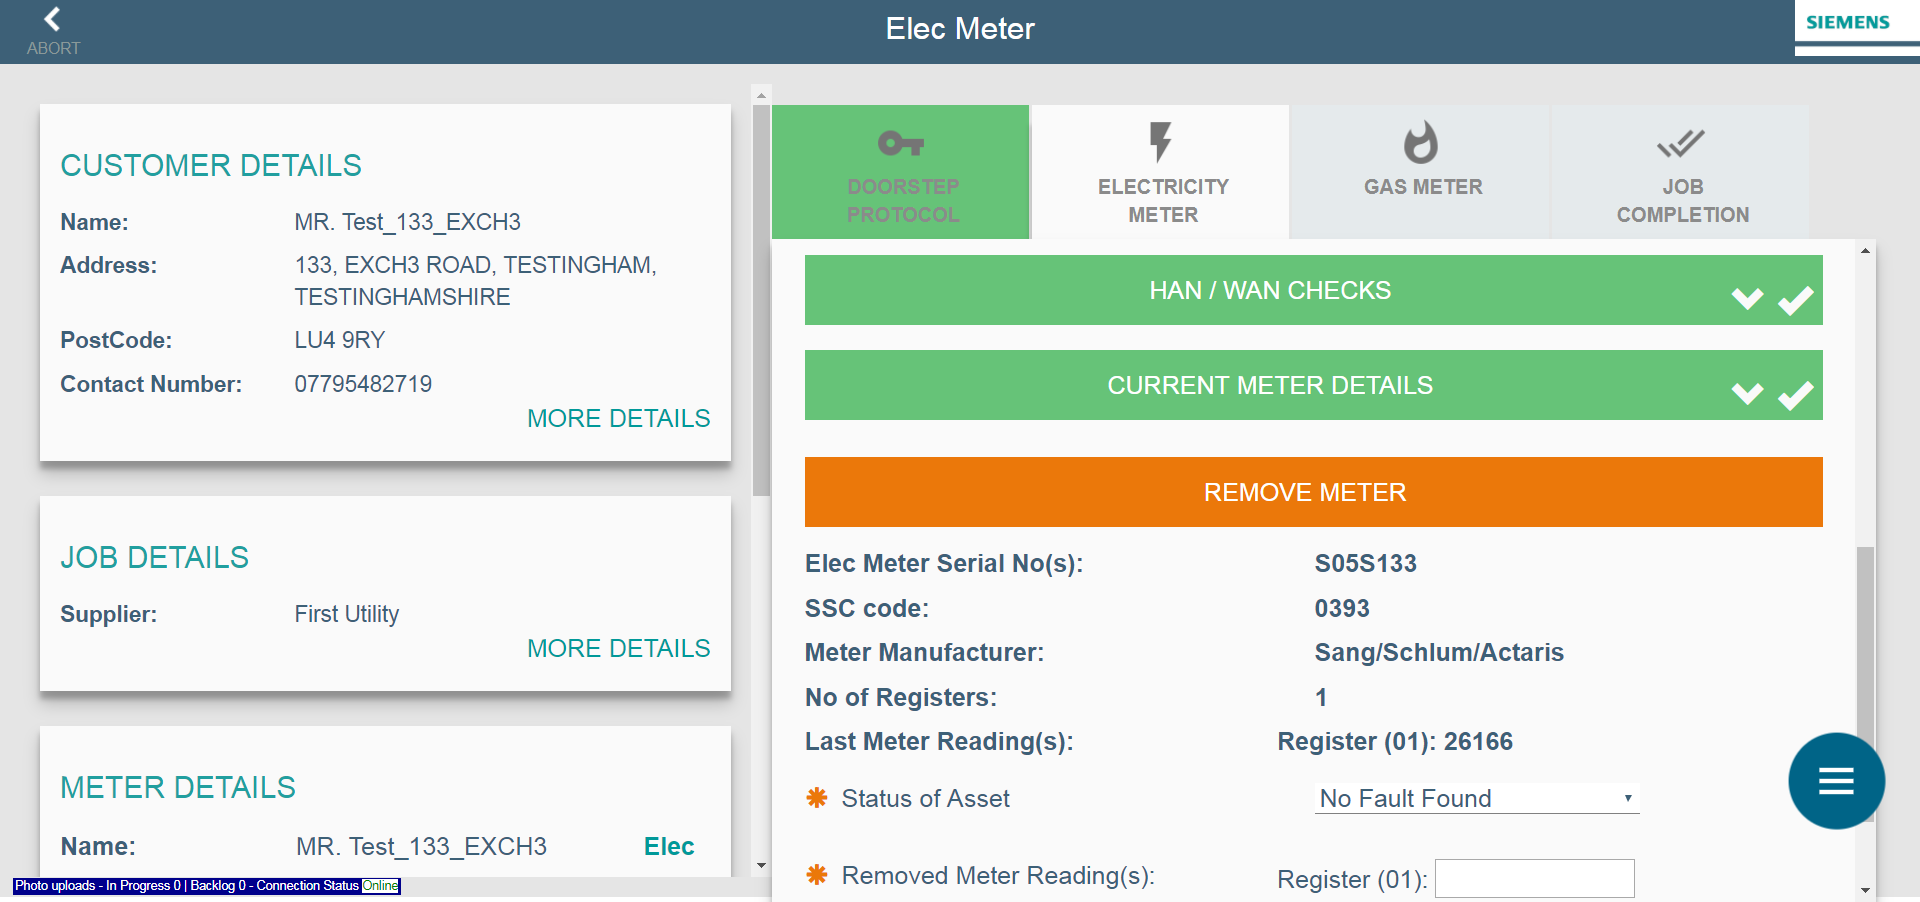 ABORT
Elec Meter
SIEMENS
CUSTOMER DETAILS
Name: MR. Test_133_EXCH3
Address: 133, EXCH3 ROAD, TESTINGHAM,
TESTINGHAMSHIRE
PostCode: LU4 9RY
Contact Number: 07795482719
MORE DETAILS
JOB DETAILS
Supplier: First Utility
MORE DETAILS
METER DETAILS
Name: MR. Test_133_EXCH3 Elec
Photo uploads - In Progress 0 | Backlog 0 - Connection Status Online
DOORSTEP
PROTOCOL
ELECTRICITY
METER
GAS METER
JOB
COMPLETION
HAN / WAN CHECKS
CURRENT METER DETAILS
REMOVE METER
Elec Meter Serial No(s): S05S133
SSC code: 0393
Meter Manufacturer: Sang/Schlum/Actaris
No of Registers: 1
Last Meter Reading(s): Register (01): 26166
Status of Asset No Fault Found
Removed Meter Reading(s): Register (01):